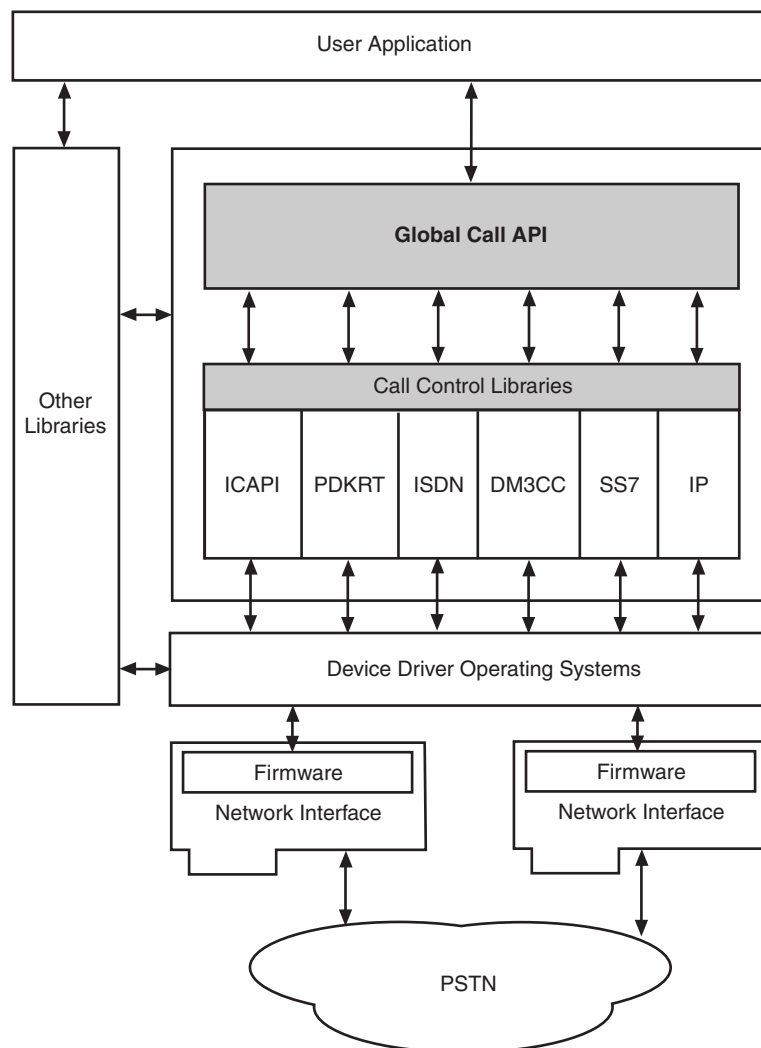 User Application
Global Call API
Call Control Libraries
Other
Libraries
ICAPI PDKRT ISDN DM3CC SS7 IP
Device Driver Operating Systems
Firmware Firmware
Network Interface Network Interface
PSTN